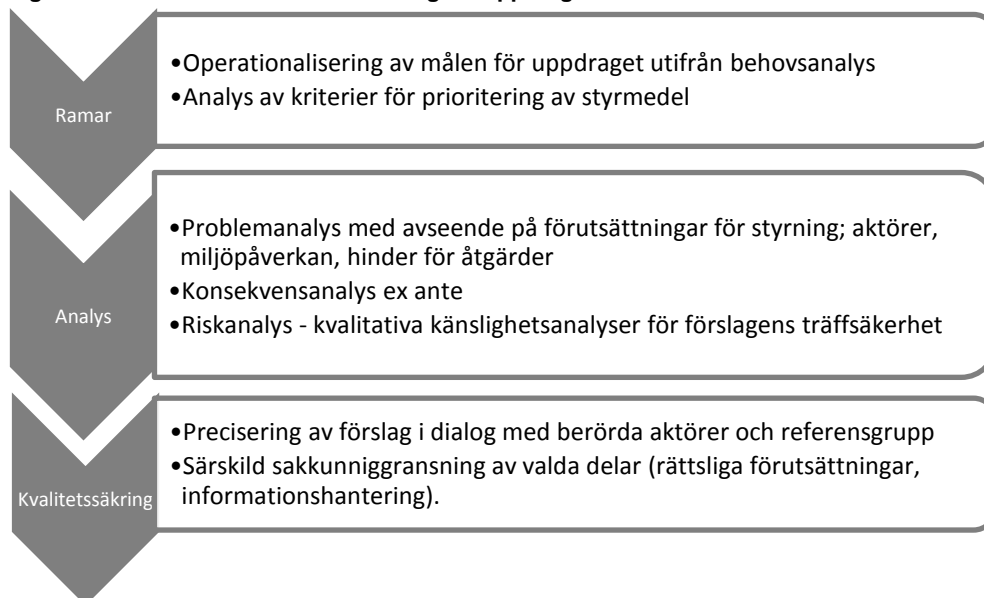 Ramar
•Operationalisering av målen för uppdraget utifrån behovsanalys
•Analys av kriterier för prioritering av styrmedel
Analys
•Problemanalys med avseende på förutsättningar för styrning; aktörer,
miljöpåverkan, hinder för åtgärder
•Konsekvensanalys ex ante
•Riskanalys - kvalitativa känslighetsanalyser för förslagens träffsäkerhet
Kvalitetssäkring
•Precisering av förslag i dialog med berörda aktörer och referensgrupp
•Särskild sakkunniggransning av valda delar (rättsliga förutsättningar,
informationshantering).